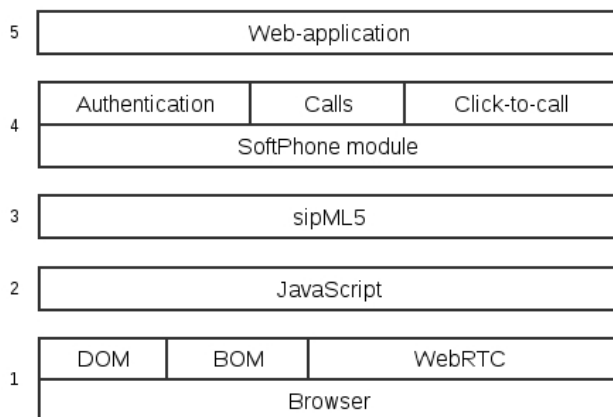 5 Web-application
Authentication Calls Click-to-call
4
SoftPhone module
3 sipML5
2 JavaScript
DOM BOM WebRTC
1
Browser